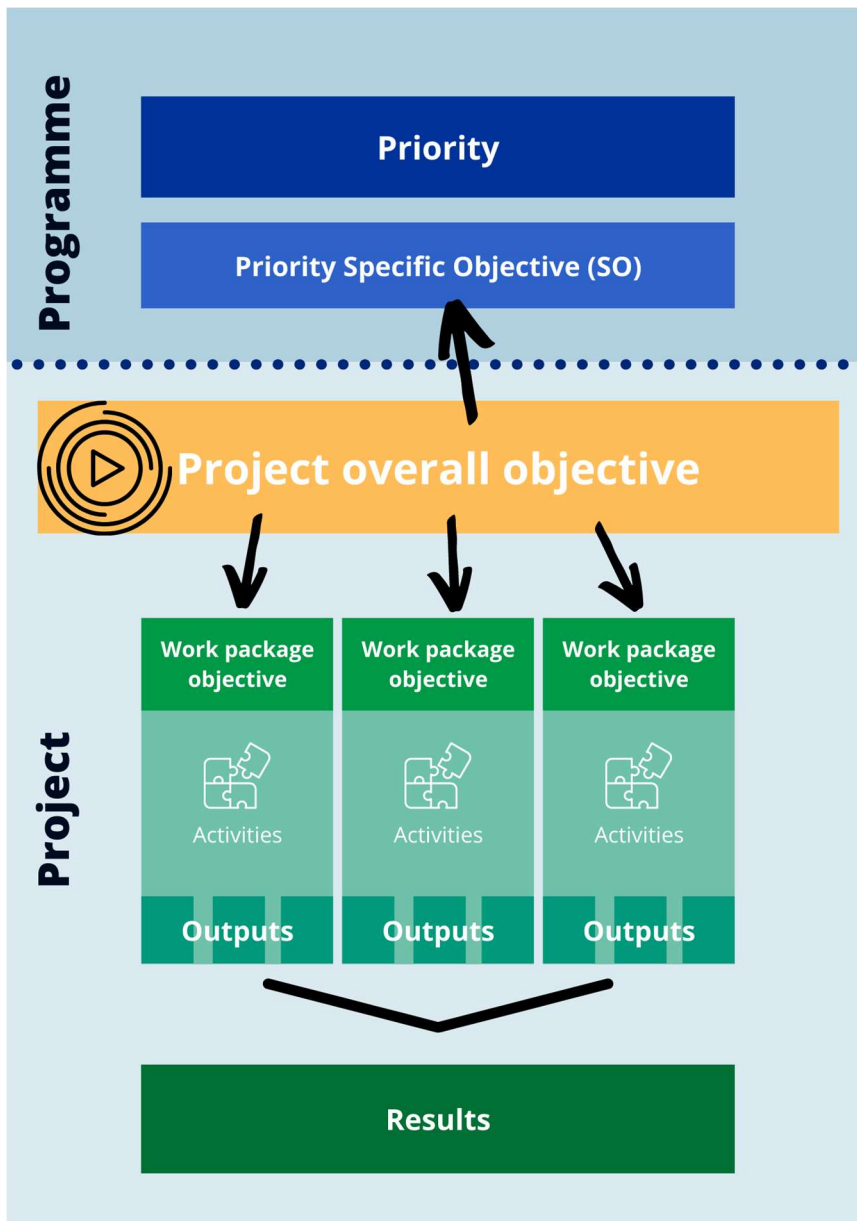 Programme
Priority
Priority Specific Objective (SO)
Project overall objective
Project
Work package
objective
Work package
objective
Work package
objective
Activities
Activities
Activities
Outputs
Outputs
Outputs
Results